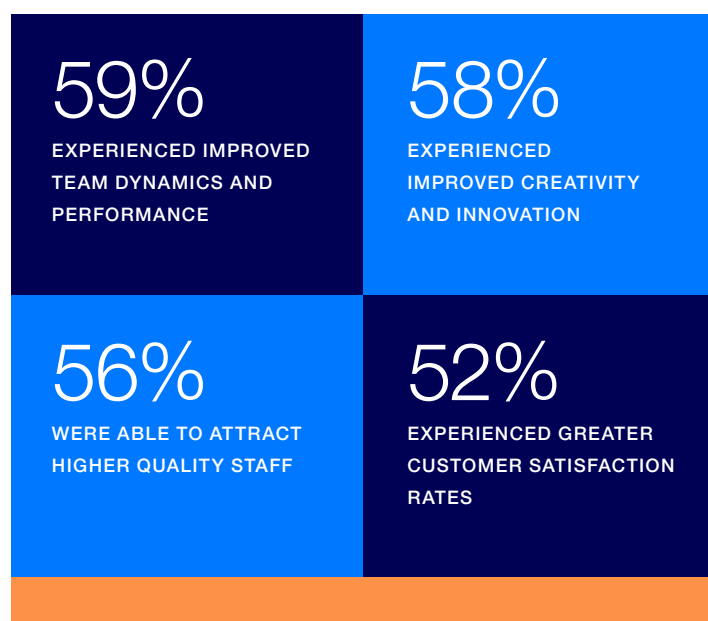 59%
EXPERIENCED IMPROVED
TEAM DYNAMICS AND
PERFORMANCE
58%
EXPERIENCED
IMPROVED CREATIVITY
AND INNOVATION
56%
WERE ABLE TO ATTRACT
HIGHER QUALITY STAFF
52%
EXPERIENCED GREATER
CUSTOMER SATISFACTION
RATES